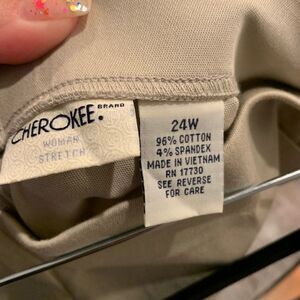 CHEROKEE. BRAND
WOMAN
STRETCH
24W
96% COTTON
4% SPANDEX
MADE IN VIETNAM
RN 17730
SEE REVERSE
FOR CARE